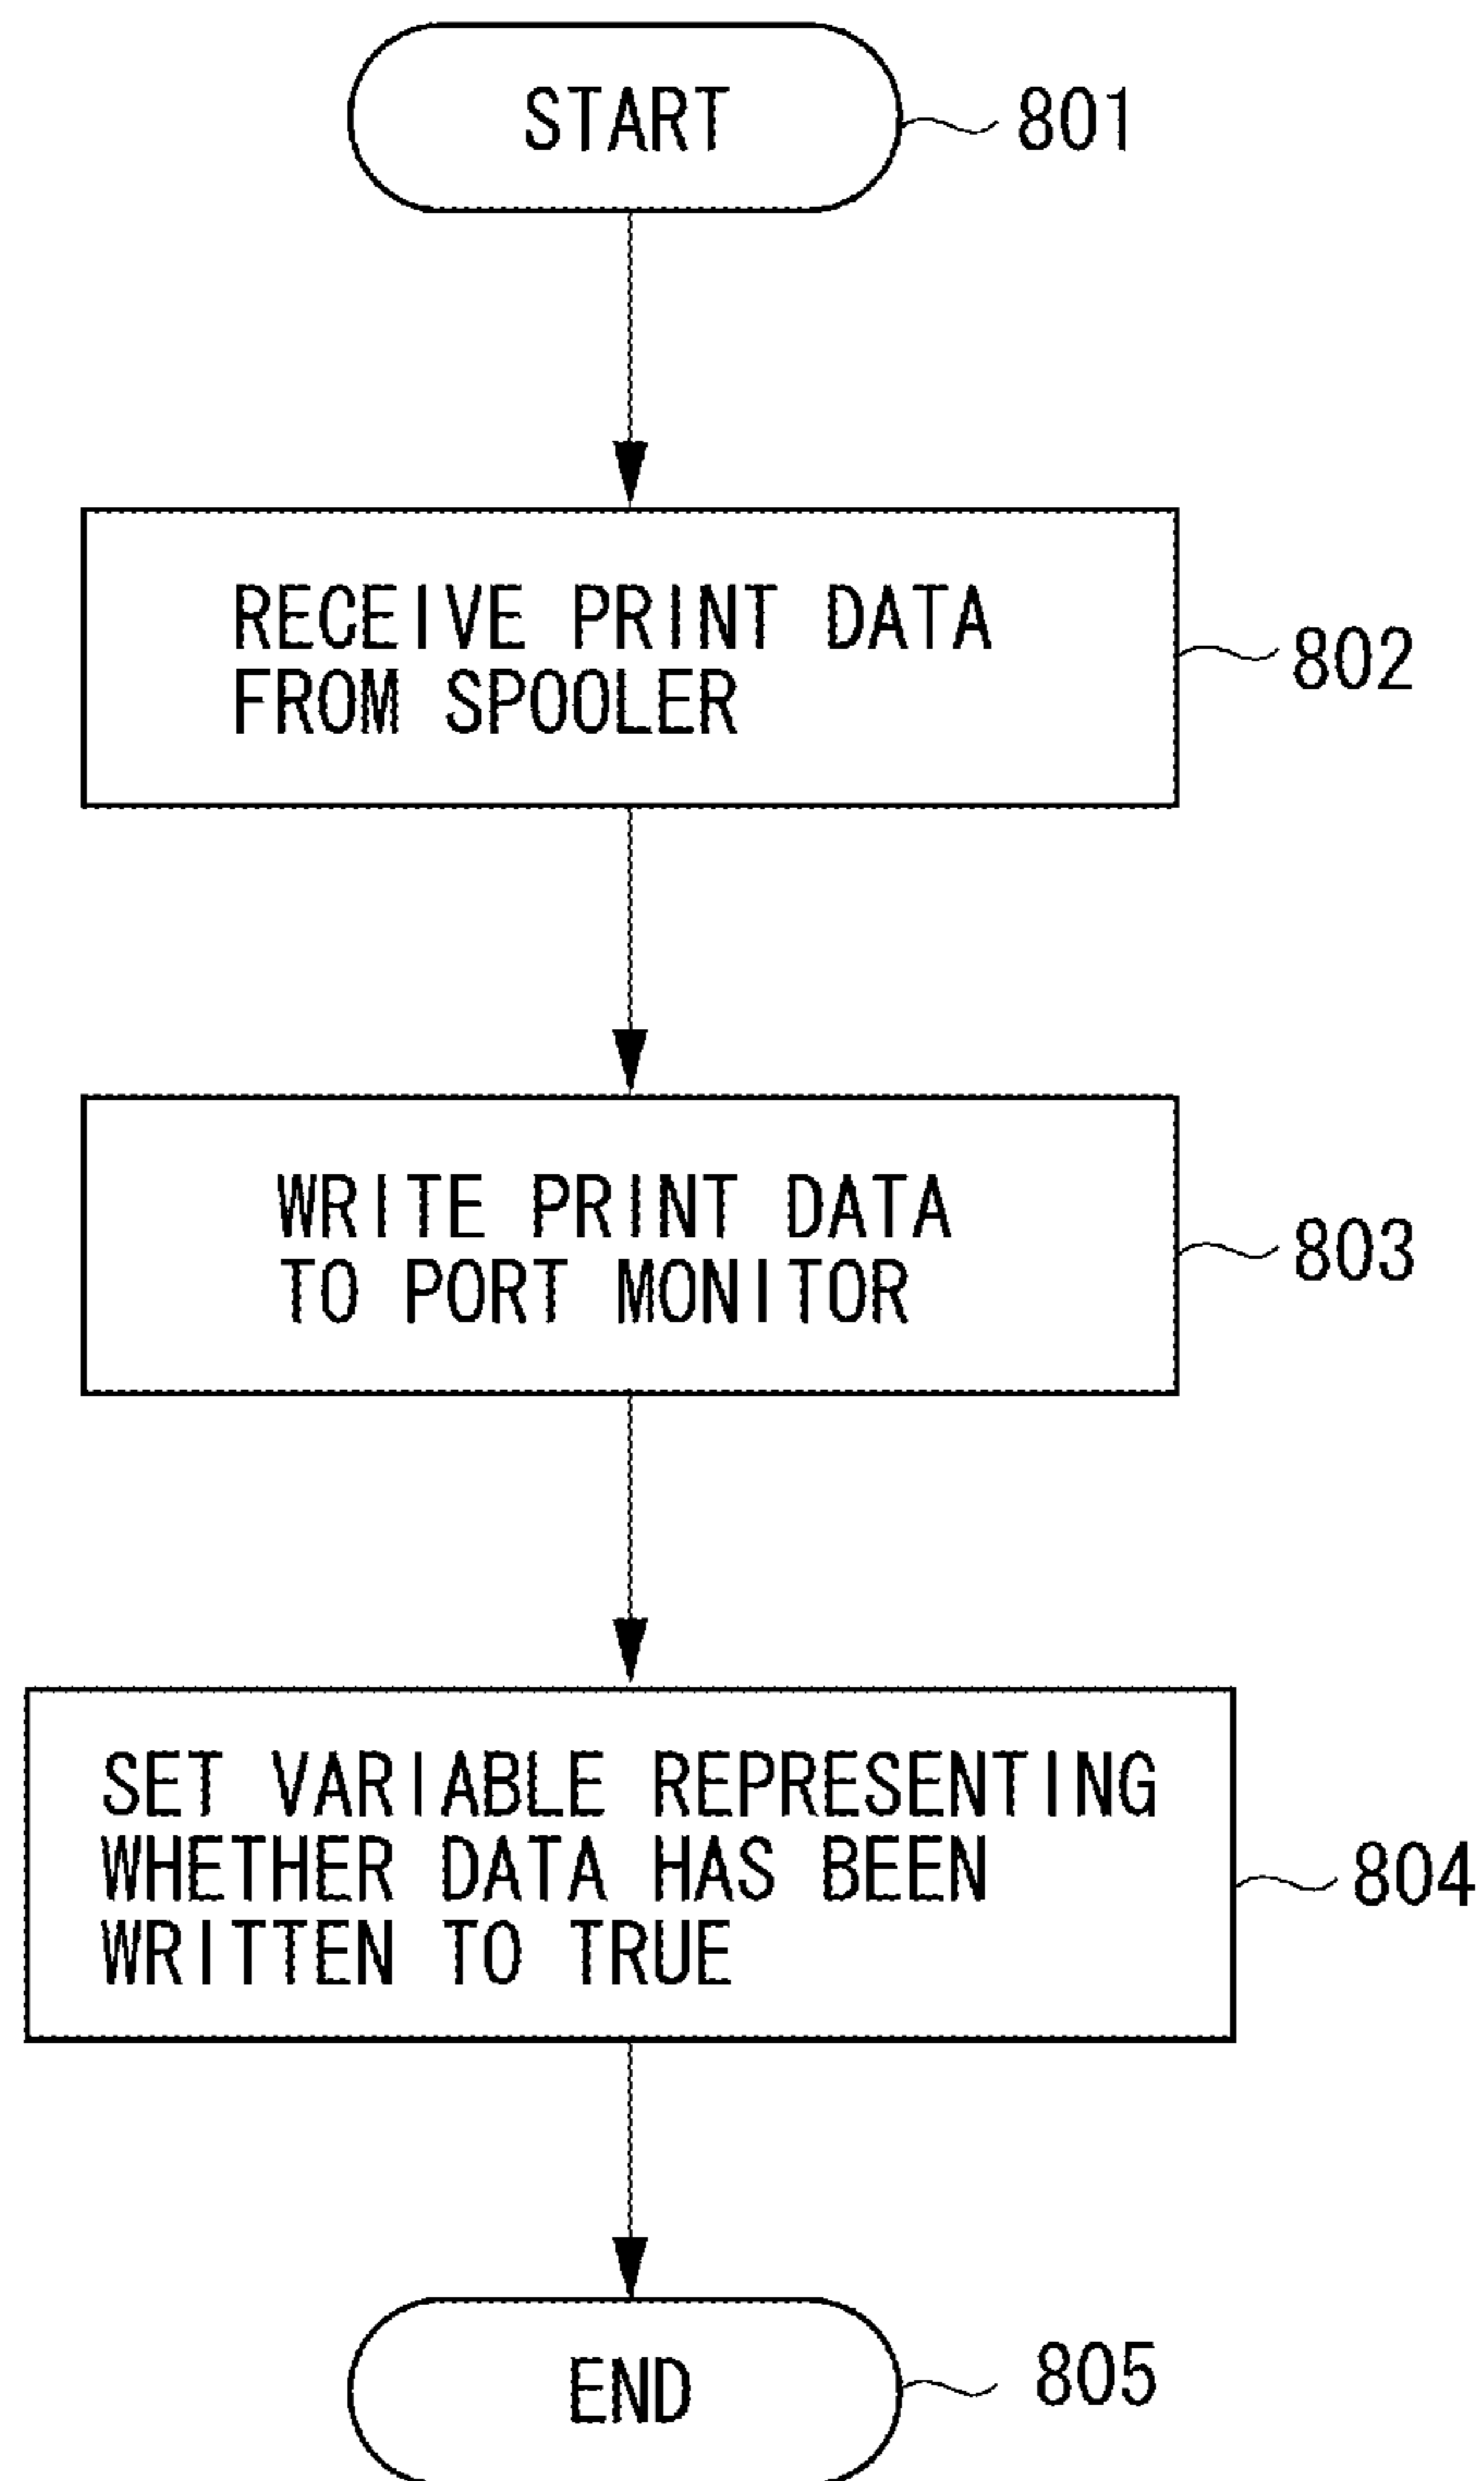 START
801
RECEIVE PRINT DATA
FROM SPOOLER
802
WRITE PRINT DATA
TO PORT MONITOR
803
SET VARIABLE REPRESENTING
WHETHER DATA HAS BEEN
WRITTEN TO TRUE
804
END
805